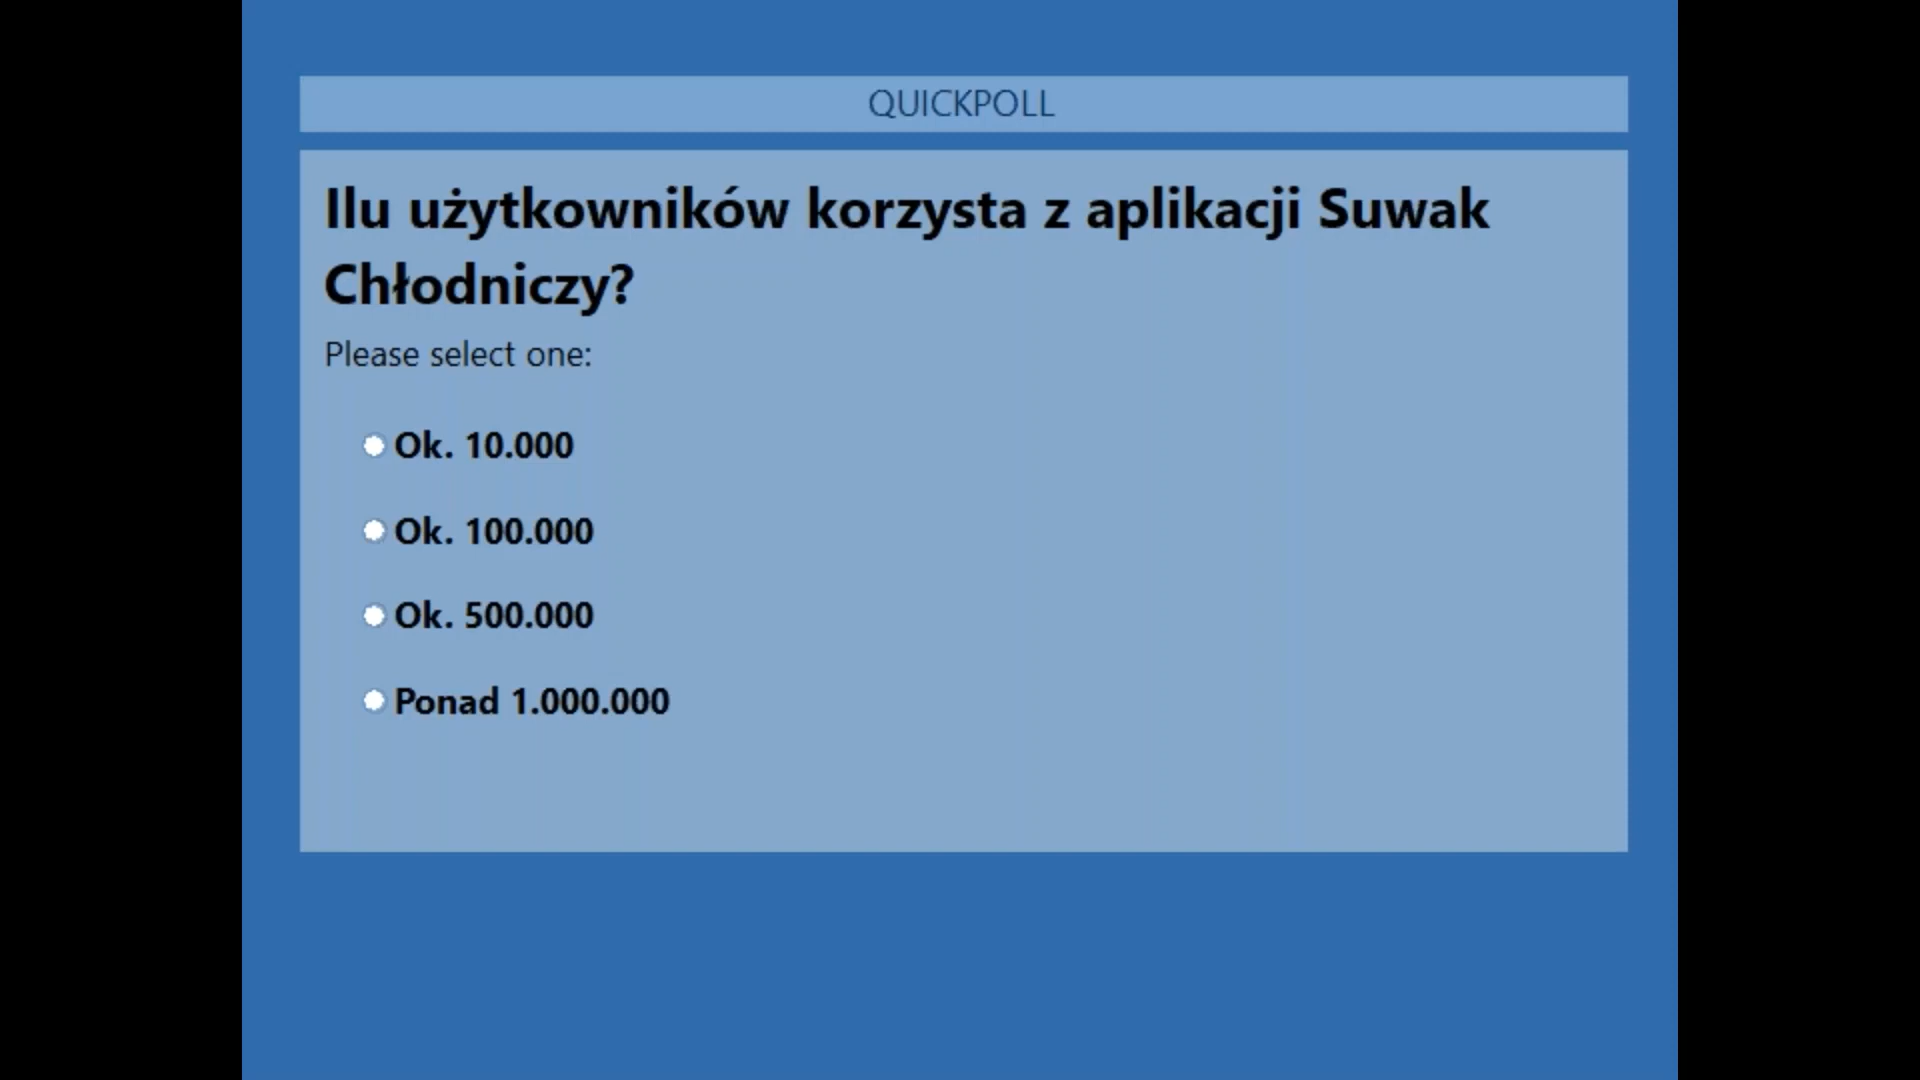 QUICKPOLL
Ilu użytkowników korzysta z aplikacji Suwak
Chłodniczy?
Please select one:
Ok. 10.000
Ok. 100.000
Ok. 500.000
Ponad 1.000.000